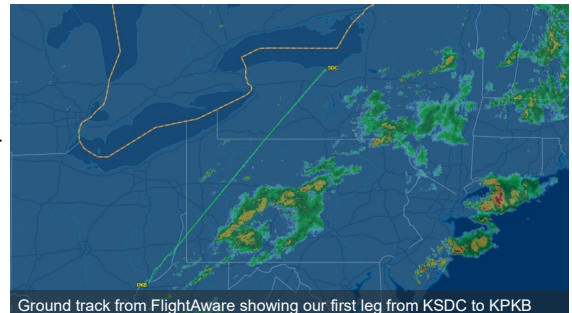 SDC
PKB
Ground track from FlightAware showing our first leg from KSDC to KPKB